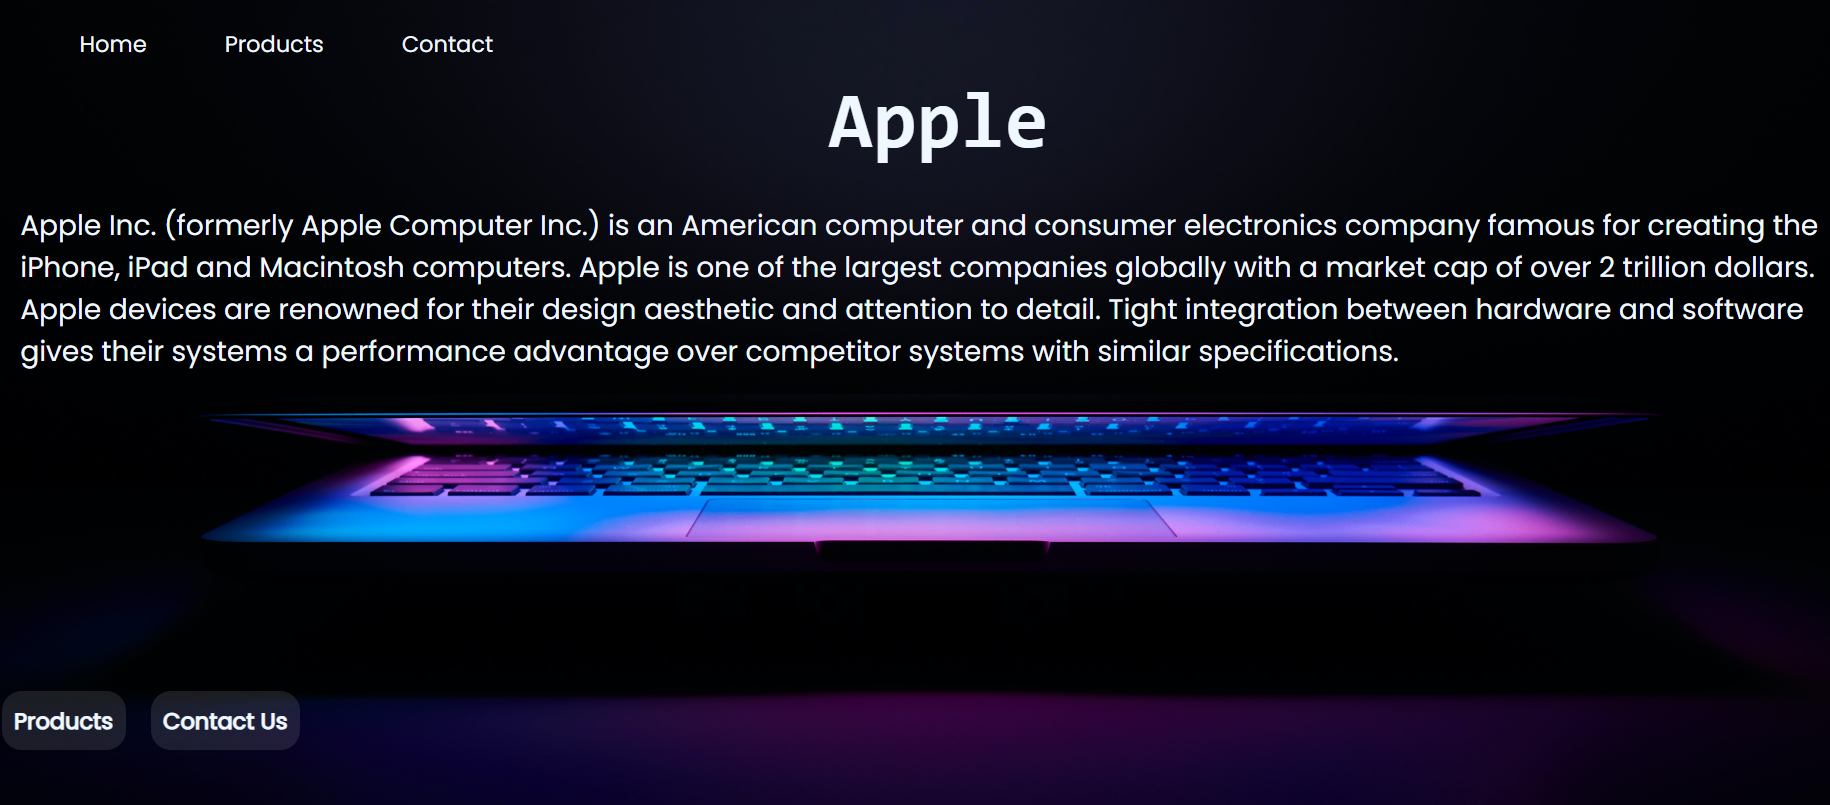 Home Products Contact
Apple
Apple Inc. (formerly Apple Computer Inc.) is an American computer and consumer electronics company famous for creating the
iPhone, iPad and Macintosh computers. Apple is one of the largest companies globally with a market cap of over 2 trillion dollars.
Apple devices are renowned for their design aesthetic and attention to detail. Tight integration between hardware and software
gives their systems a performance advantage over competitor systems with similar specifications.
Products Contact Us